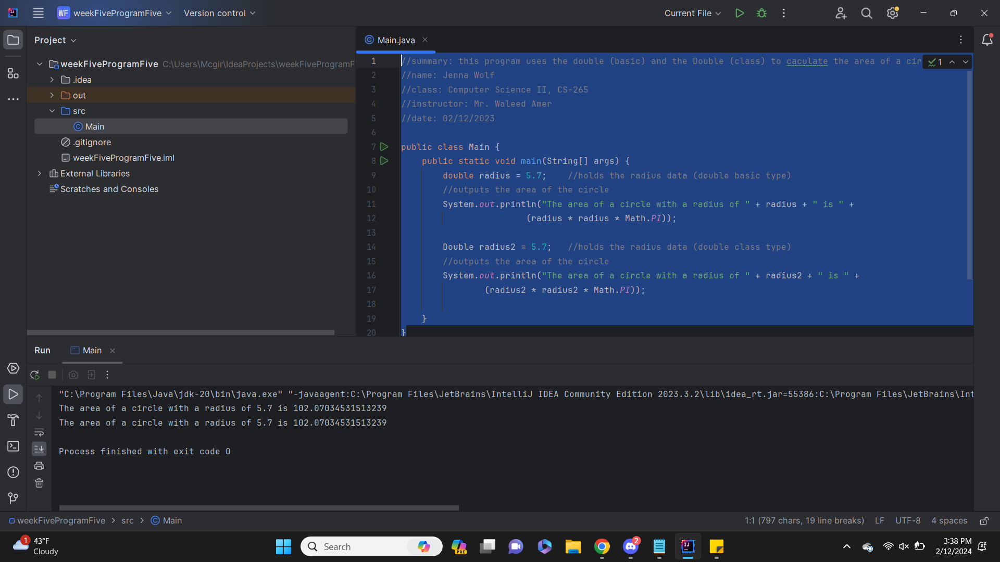 WF weekFiveProgramFive Version control Current File
Project
weekFiveProgramFive C:\Users\Mcgir\IdeaProjects\weekFiveProgramF
.idea
out
src
Main
.gitignore
weekFiveProgramFive.iml
External Libraries
Scratches and Consoles
Main.java
1 //summary: this program uses the double (basic) and the Double (class) to caculate the area of a cir 1
2 //name: Jenna Wolf
3 //class: Computer Science II, CS-265
4 //instructor: Mr. Waleed Amer
5 //date: 02/12/2023
6
7 public class Main {
8 public static void main(String[] args) {
9 double radius = 5.7; //holds the radius data (double basic type)
10 //outputs the area of the circle
11 System.out.println("The area of a circle with a radius of " + radius + " is " +
12 (radius * radius * Math.PI));
13
14 Double radius2 = 5.7; //holds the radius data (double class type)
15 //outputs the area of the circle
16 System.out.println("The area of a circle with a radius of " + radius2 + " is " +
17 (radius2 * radius2 * Math.PI));
18
19 }
20 }
Run Main
"C:\Program Files\Java\jdk-20\bin\java.exe" "-javaagent:C:\Program Files\JetBrains\IntelliJ IDEA Community Edition 2023.3.2\lib\idea_rt.jar=55386:C:\Program Files\JetBrains\Int
The area of a circle with a radius of 5.7 is 102.07034531513239
The area of a circle with a radius of 5.7 is 102.07034531513239
Process finished with exit code 0
weekFiveProgramFive > src > Main 1:1 (797 chars, 19 line breaks) LF UTF-8 4 spaces
1 43°F
Cloudy
Search
PRE
2
3:38 PM
2/12/2024